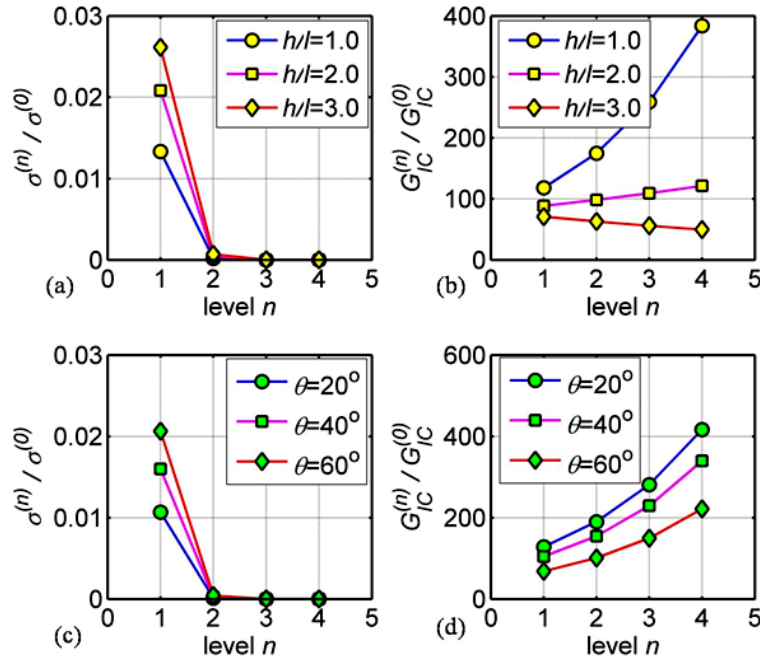 σ(n) / σ(0)
0.03
0.02
0.01
0
h/l=1.0
h/l=2.0
h/l=3.0
0 1 2 3 4 5
level n
(a)
G(n)IC / G(0)IC
400
300
200
100
0
h/l=1.0
h/l=2.0
h/l=3.0
0 1 2 3 4 5
level n
(b)
σ(n) / σ(0)
0.03
0.02
0.01
0
θ=20°
θ=40°
θ=60°
0 1 2 3 4 5
level n
(c)
G(n)IC / G(0)IC
600
400
200
0
θ=20°
θ=40°
θ=60°
0 1 2 3 4 5
level n
(d)